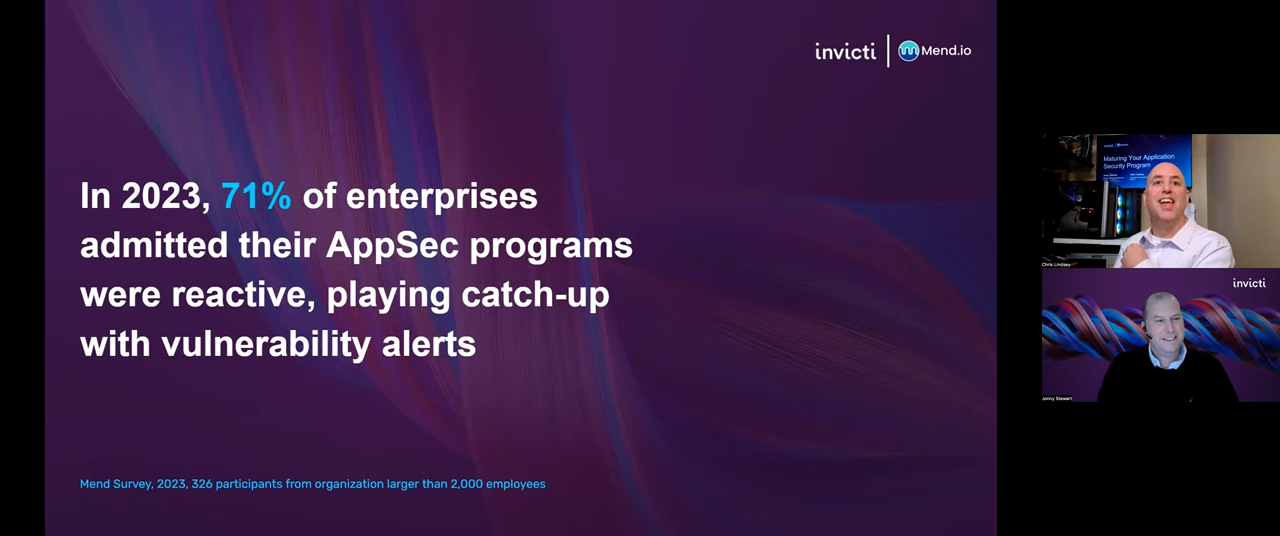 invicti | Mend.io
In 2023, 71% of enterprises
admitted their AppSec programs
were reactive, playing catch-up
with vulnerability alerts
Mend Survey, 2023, 326 participants from organization larger than 2,000 employees
Maturing Your Application
Security Program
Chris Lindsey
invicti
Jonny Stewart